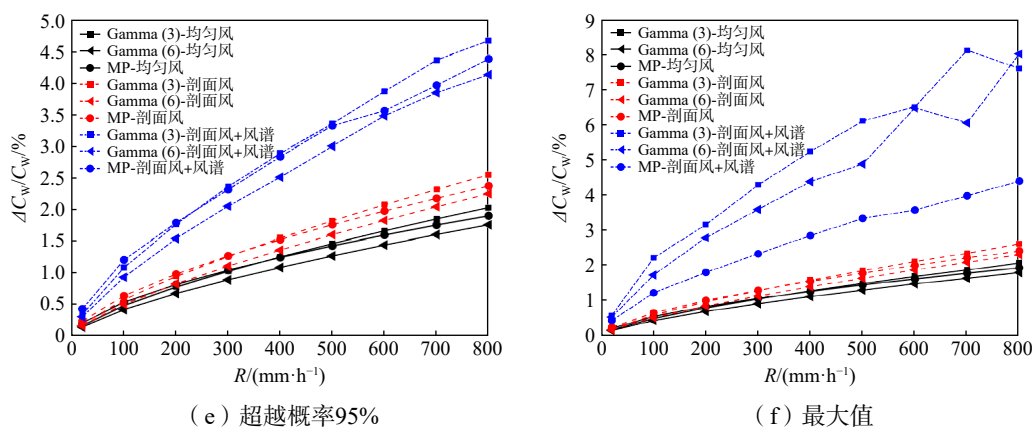 5.0
4.5
4.0
3.5
3.0
2.5
2.0
1.5
1.0
0.5
0
ΔC_w/C_w/%
Gamma (3)-均匀风
Gamma (6)-均匀风
MP-均匀风
Gamma (3)-剖面风
Gamma (6)-剖面风
MP-剖面风
Gamma (3)-剖面风+风谱
Gamma (6)-剖面风+风谱
MP-剖面风+风谱
0 100 200 300 400 500 600 700 800
R/(mm·h⁻¹)
（e）超越概率95%
9
8
7
6
5
4
3
2
1
0
ΔC_w/C_w/%
Gamma (3)-均匀风
Gamma (6)-均匀风
MP-均匀风
Gamma (3)-剖面风
Gamma (6)-剖面风
MP-剖面风
Gamma (3)-剖面风+风谱
Gamma (6)-剖面风+风谱
MP-剖面风+风谱
0 100 200 300 400 500 600 700 800
R/(mm·h⁻¹)
（f）最大值